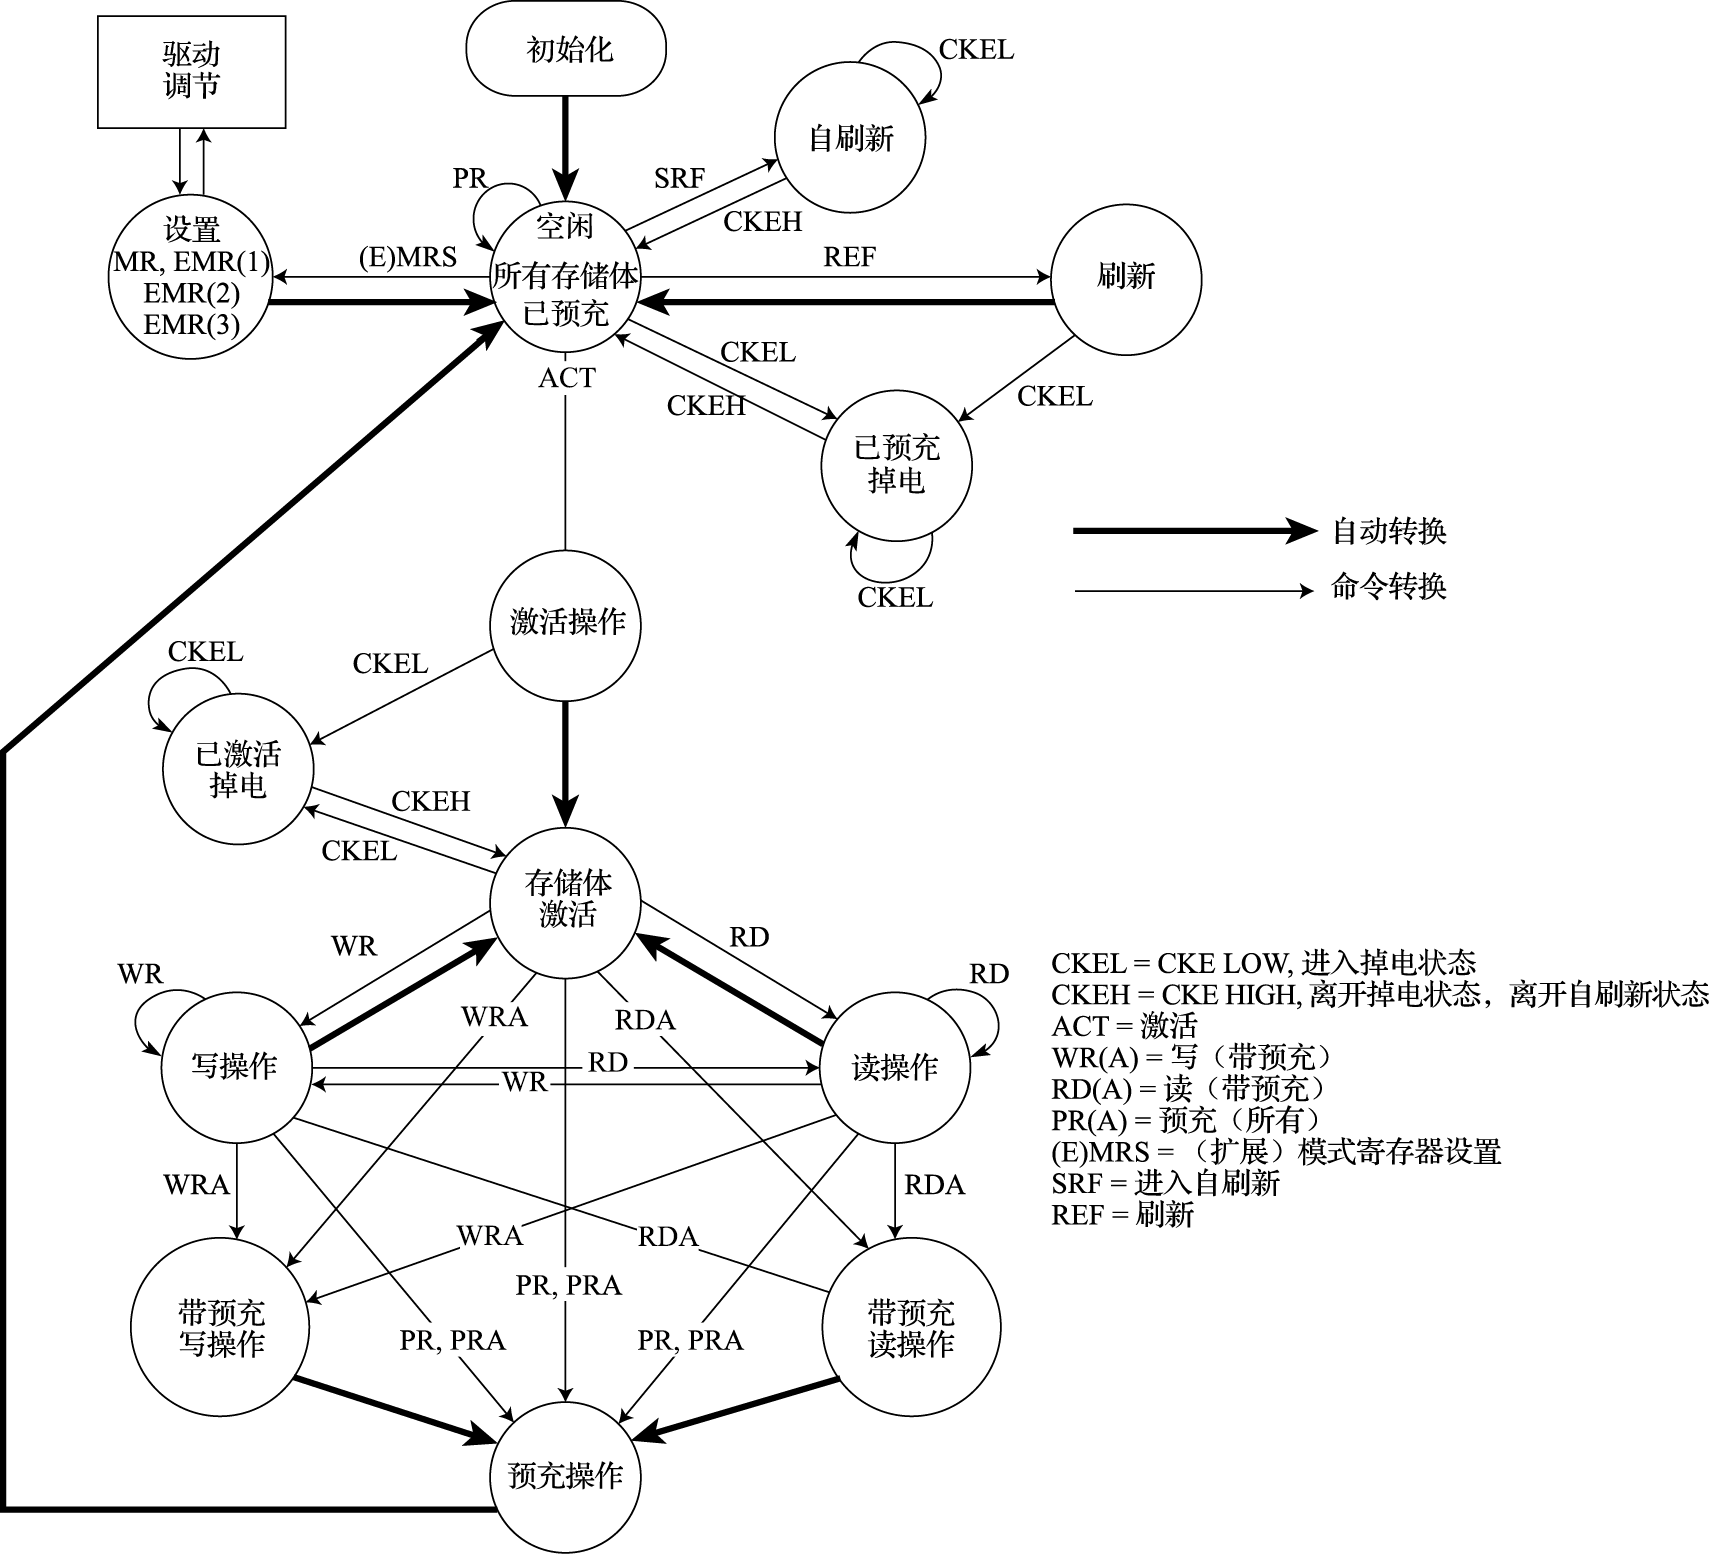 驱动
调节
初始化
CKEL
自刷新
PR
SRF
CKEH
空闲
所有存储体
已预充
设置
MR, EMR(1)
EMR(2)
EMR(3)
(E)MRS
REF
刷新
ACT
CKEL
CKEH
CKEL
已预充
掉电
CKEL
自动转换
命令转换
激活操作
CKEL
CKEL
已激活
掉电
CKEH
CKEL
存储体
激活
WR
RD
WR
RD
WRA
RDA
写操作
RD
WR
读操作
CKEL = CKE LOW, 进入掉电状态
CKEH = CKE HIGH, 离开掉电状态，离开自刷新状态
ACT = 激活
WR(A) = 写（带预充）
RD(A) = 读（带预充）
PR(A) = 预充（所有）
(E)MRS = （扩展）模式寄存器设置
SRF = 进入自刷新
REF = 刷新
WRA
RDA
WRA
RDA
PR, PRA
带预充
写操作
PR, PRA
PR, PRA
带预充
读操作
预充操作